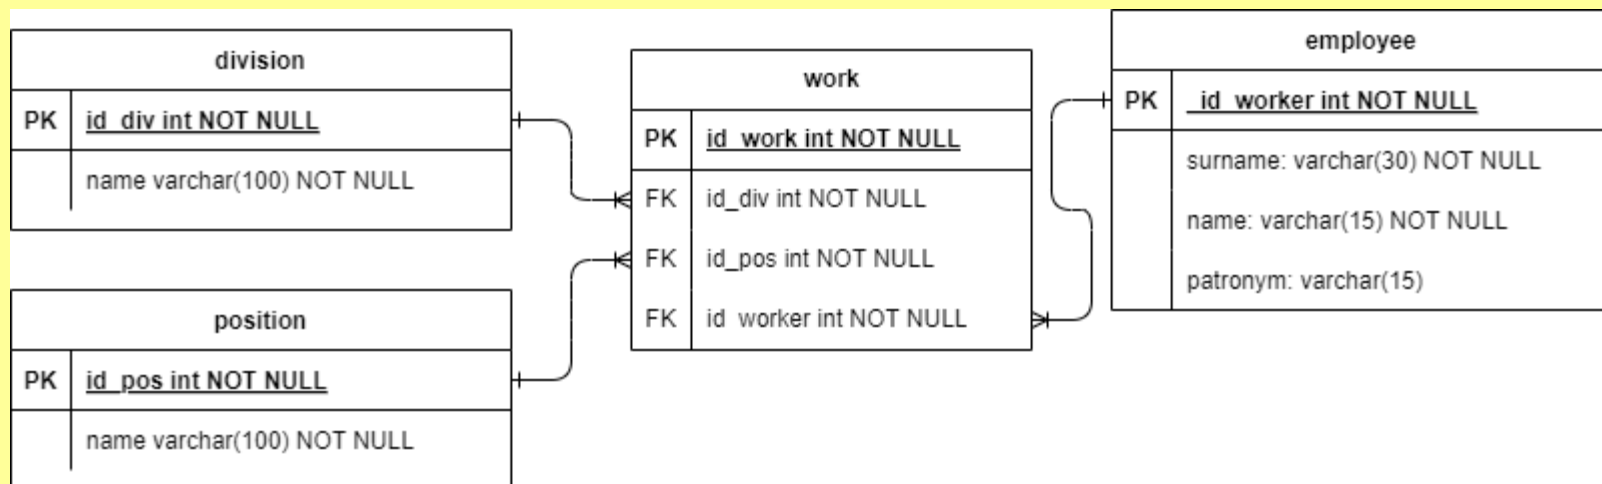 division
PK id_div int NOT NULL
name varchar(100) NOT NULL
position
PK id_pos int NOT NULL
name varchar(100) NOT NULL
work
PK id_work int NOT NULL
FK id_div int NOT NULL
FK id_pos int NOT NULL
FK id_worker int NOT NULL
employee
PK _id_worker int NOT NULL
surname: varchar(30) NOT NULL
name: varchar(15) NOT NULL
patronym: varchar(15)